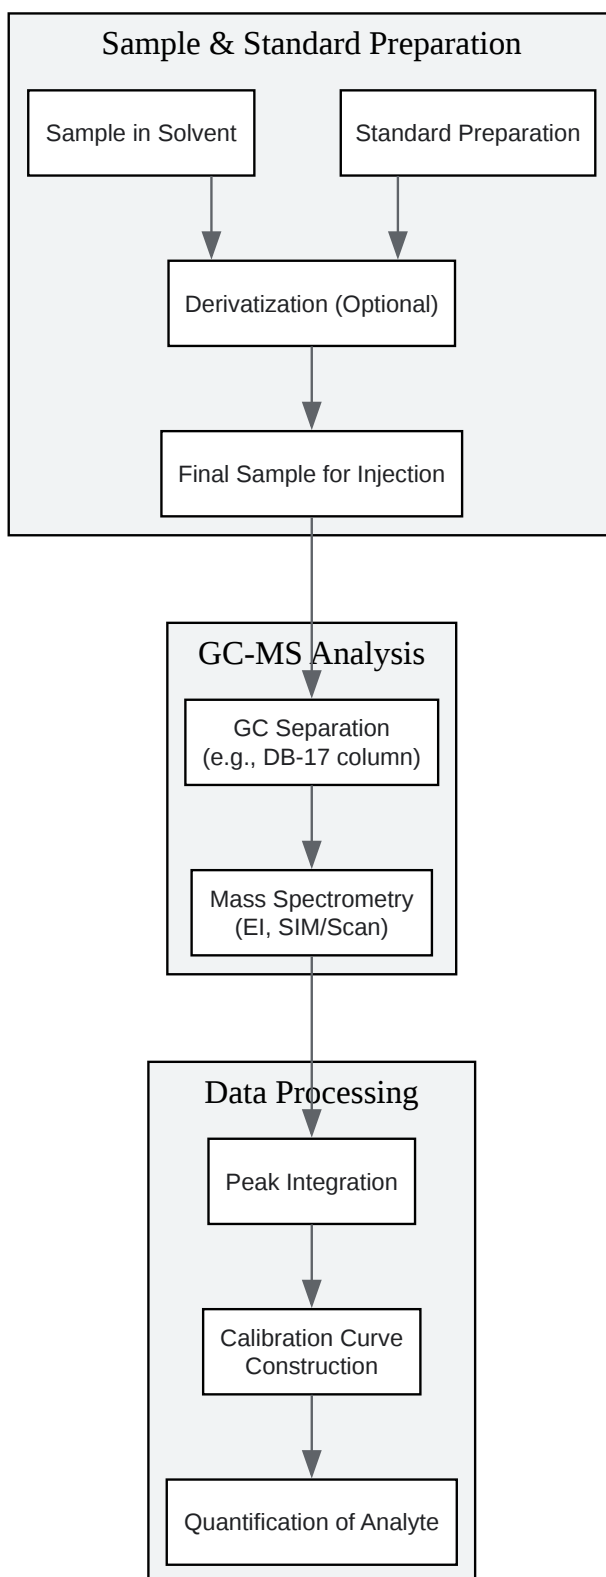 Sample & Standard Preparation
Sample in Solvent
Standard Preparation
Derivatization (Optional)
Final Sample for Injection
GC-MS Analysis
GC Separation
(e.g., DB-17 column)
Mass Spectrometry
(EI, SIM/Scan)
Data Processing
Peak Integration
Calibration Curve
Construction
Quantification of Analyte